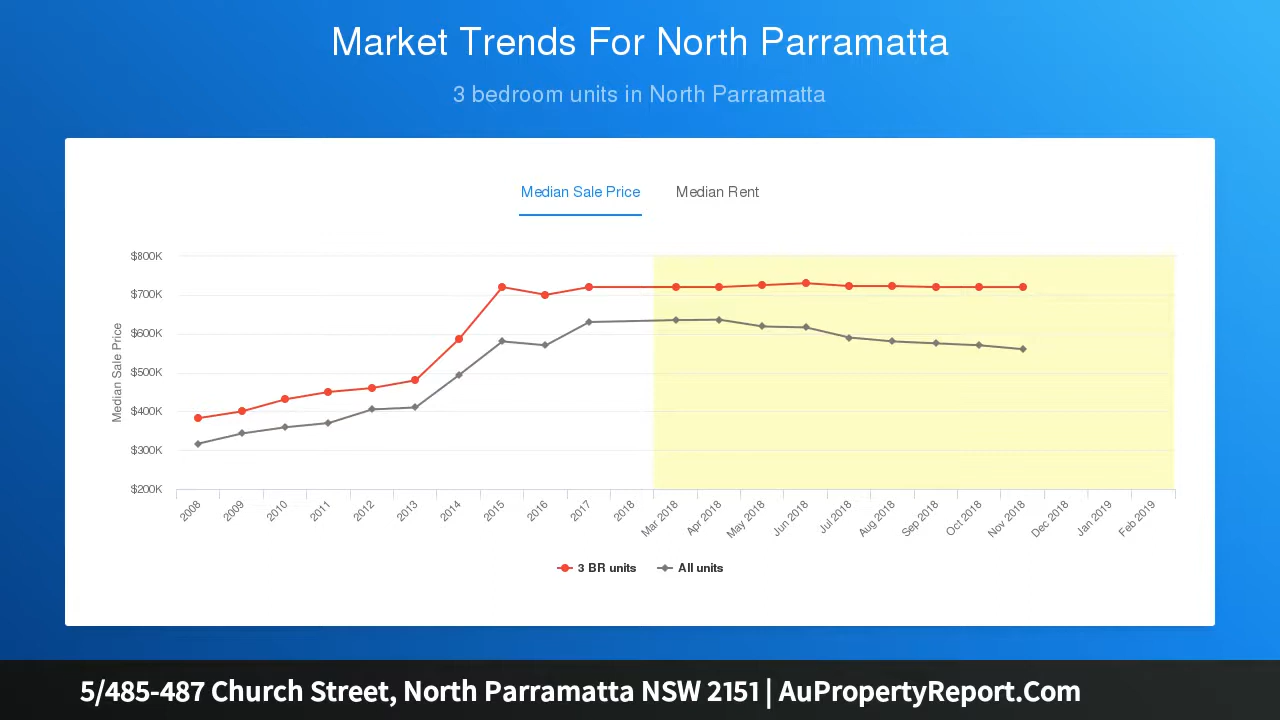 Market Trends For North Parramatta
3 bedroom units in North Parramatta
Median Sale Price
Median Rent
Median Sale Price
$800K
$700K
$600K
$500K
$400K
$300K
$200K
2008
2009
2010
2011
2012
2013
2014
2015
2016
2017
2018
Mar 2018
Apr 2018
May 2018
Jun 2018
Jul 2018
Aug 2018
Sep 2018
Oct 2018
Nov 2018
Dec 2018
Jan 2019
Feb 2019
3 BR units
All units
5/485-487 Church Street, North Parramatta NSW 2151 | AuPropertyReport.Com